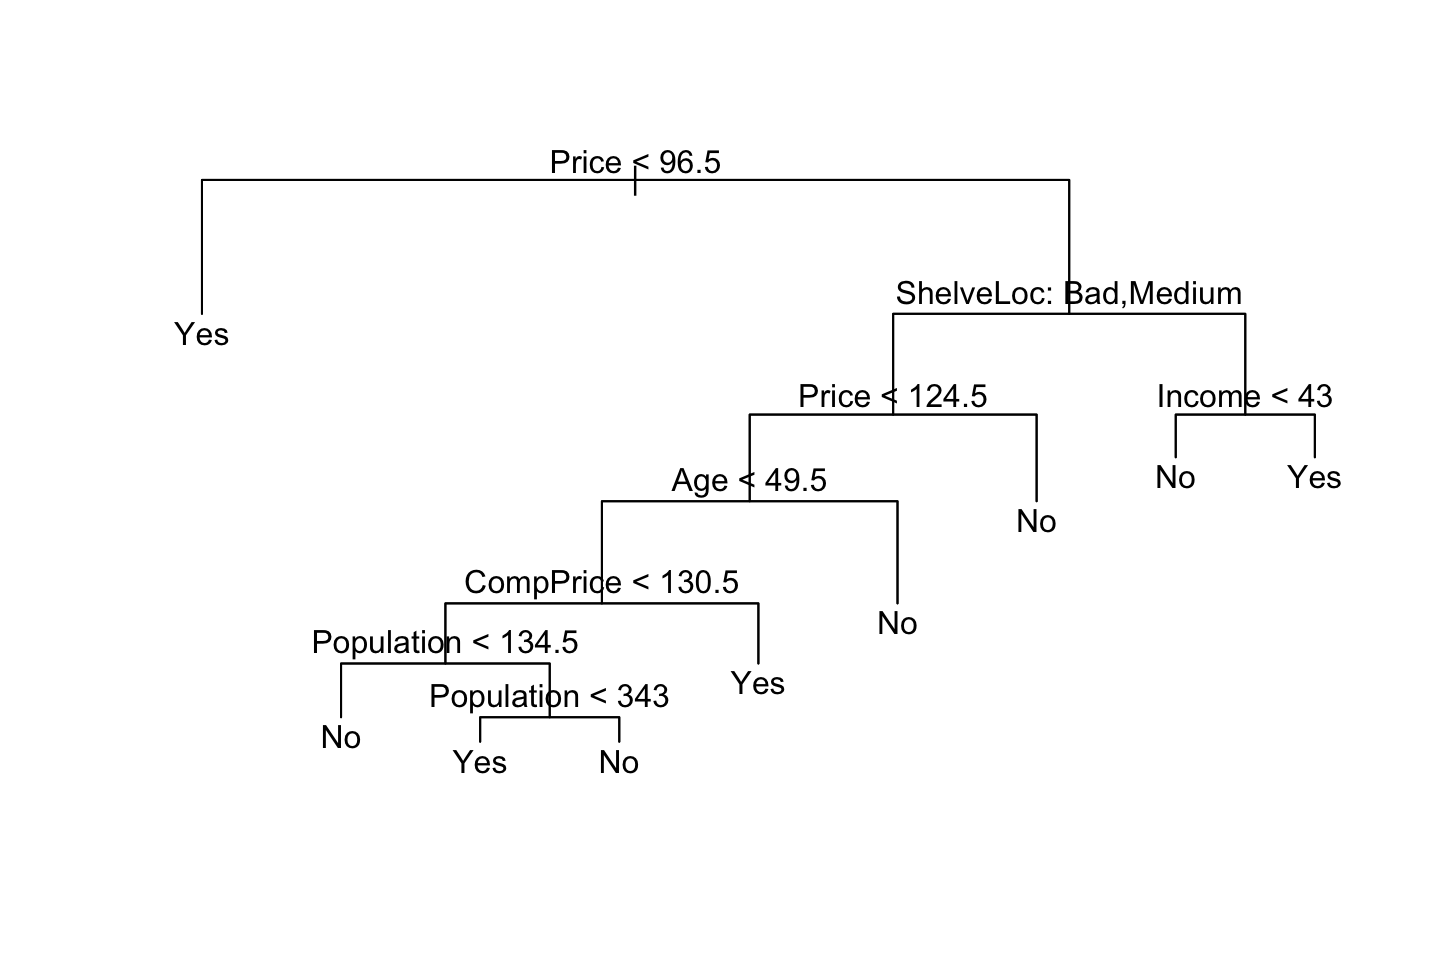 Price < 96.5
ShelveLoc: Bad,Medium
Yes
Price < 124.5
Income < 43
Age < 49.5
No
Yes
No
CompPrice < 130.5
No
Population < 134.5
Yes
Population < 343
No
Yes
No